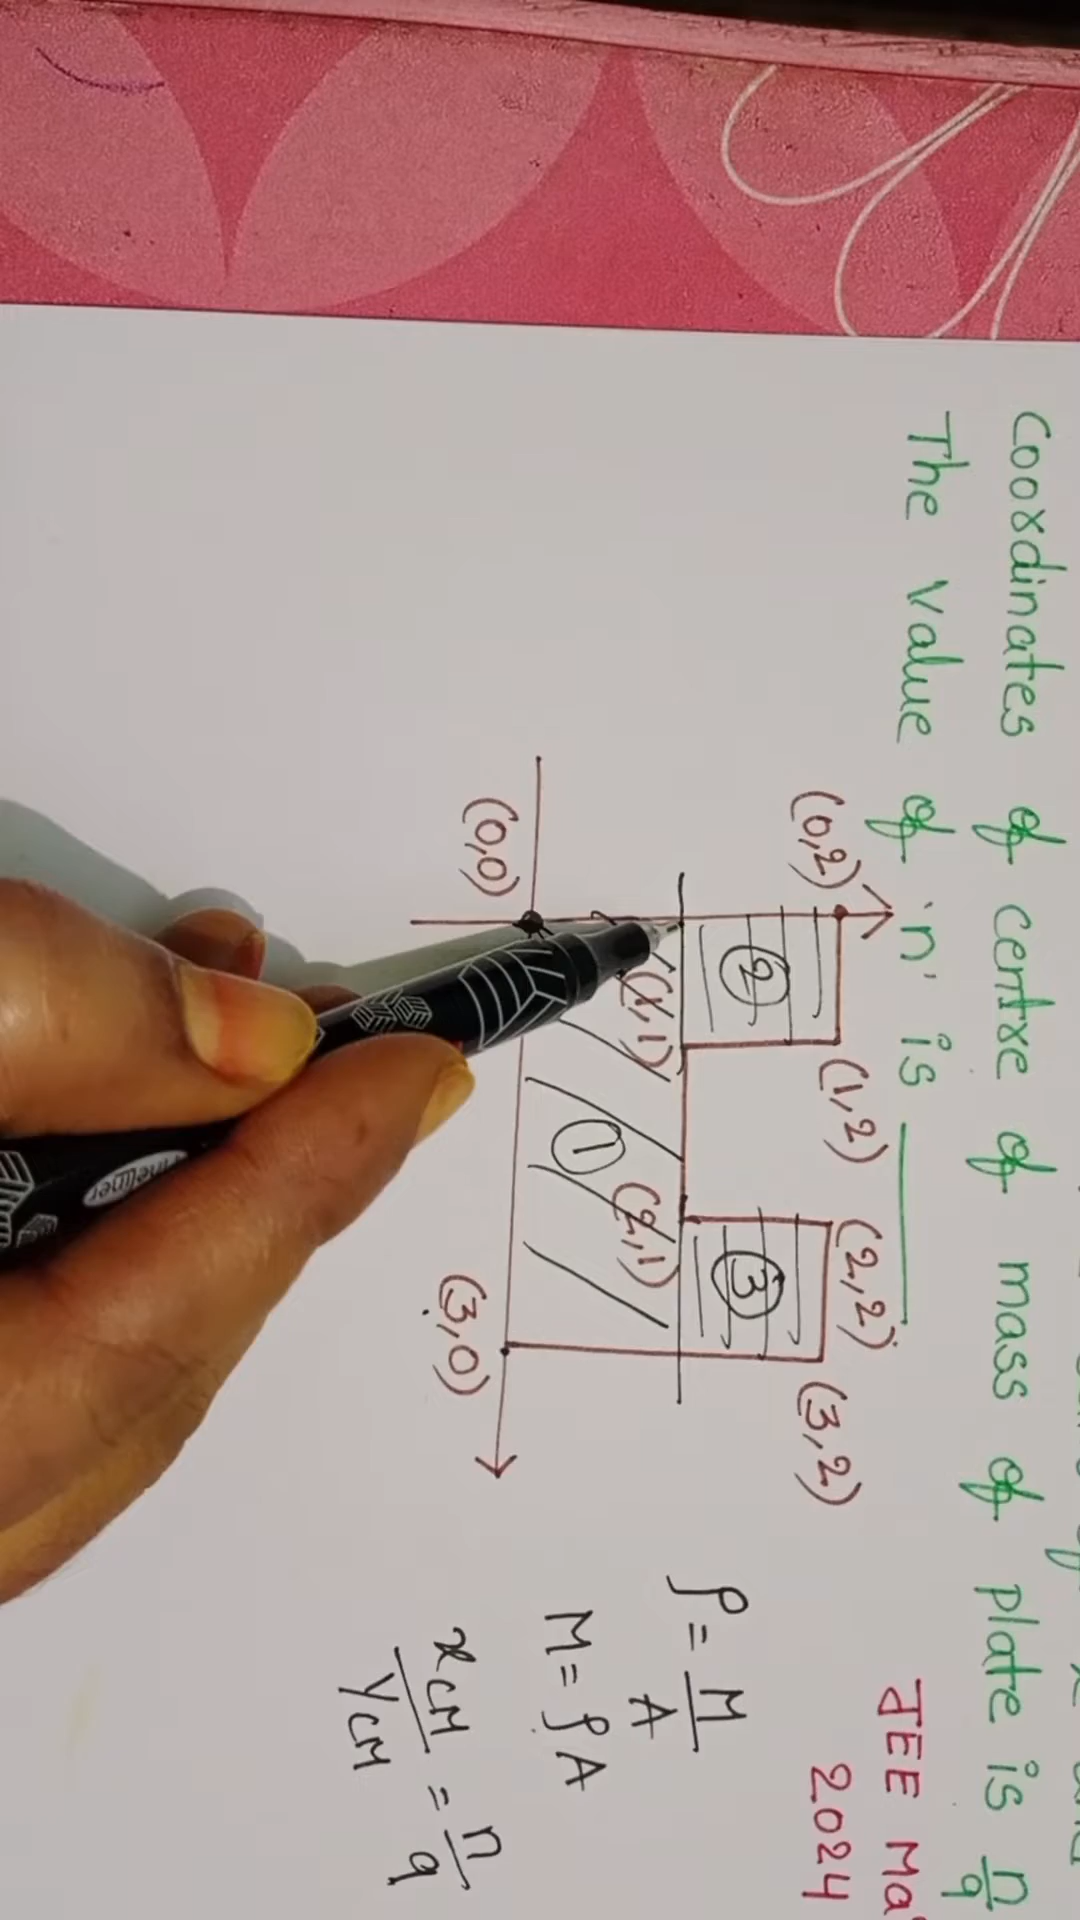 Coordinates of centre of mass of plate is n/9
The value of 'n' is
JEE
2024
(0,2)
(1,2)
(2,2)
(3,2)
2
3
(1,1)
(2,1)
1
(0,0)
(3,0)
ρ = M/A
M = ρA
xCM/yCM = n/9
Fineliner